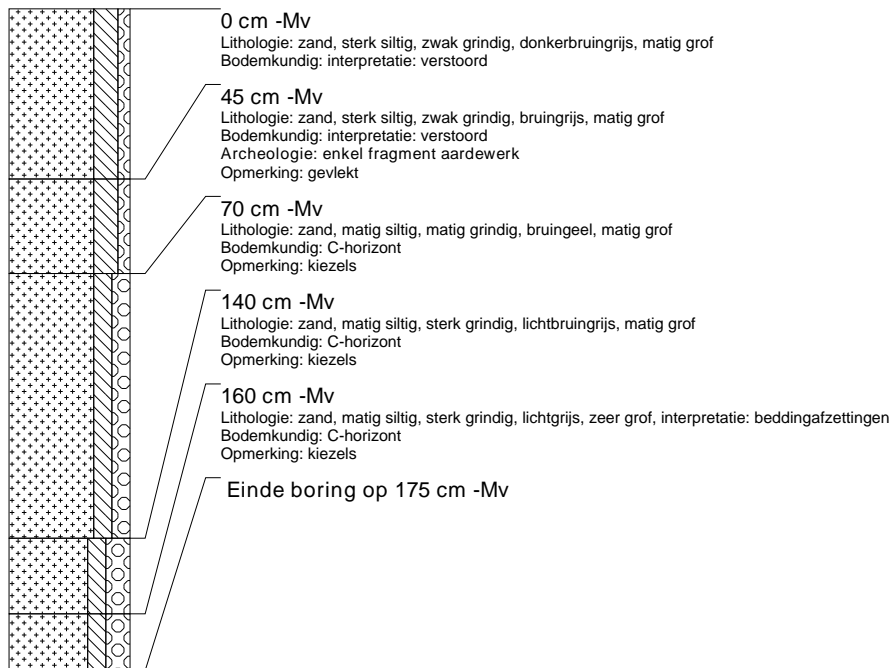 0 cm -Mv
Lithologie: zand, sterk siltig, zwak grindig, donkerbruingrijs, matig grof
Bodemkundig: interpretatie: verstoord
45 cm -Mv
Lithologie: zand, sterk siltig, zwak grindig, bruingrijs, matig grof
Bodemkundig: interpretatie: verstoord
Archeologie: enkel fragment aardewerk
Opmerking: gevlekt
70 cm -Mv
Lithologie: zand, matig siltig, matig grindig, bruingeel, matig grof
Bodemkundig: C-horizont
Opmerking: kiezels
140 cm -Mv
Lithologie: zand, matig siltig, sterk grindig, lichtbruingrijs, matig grof
Bodemkundig: C-horizont
Opmerking: kiezels
160 cm -Mv
Lithologie: zand, matig siltig, sterk grindig, lichtgrijs, zeer grof, interpretatie: beddingafzettingen
Bodemkundig: C-horizont
Opmerking: kiezels
Einde boring op 175 cm -Mv